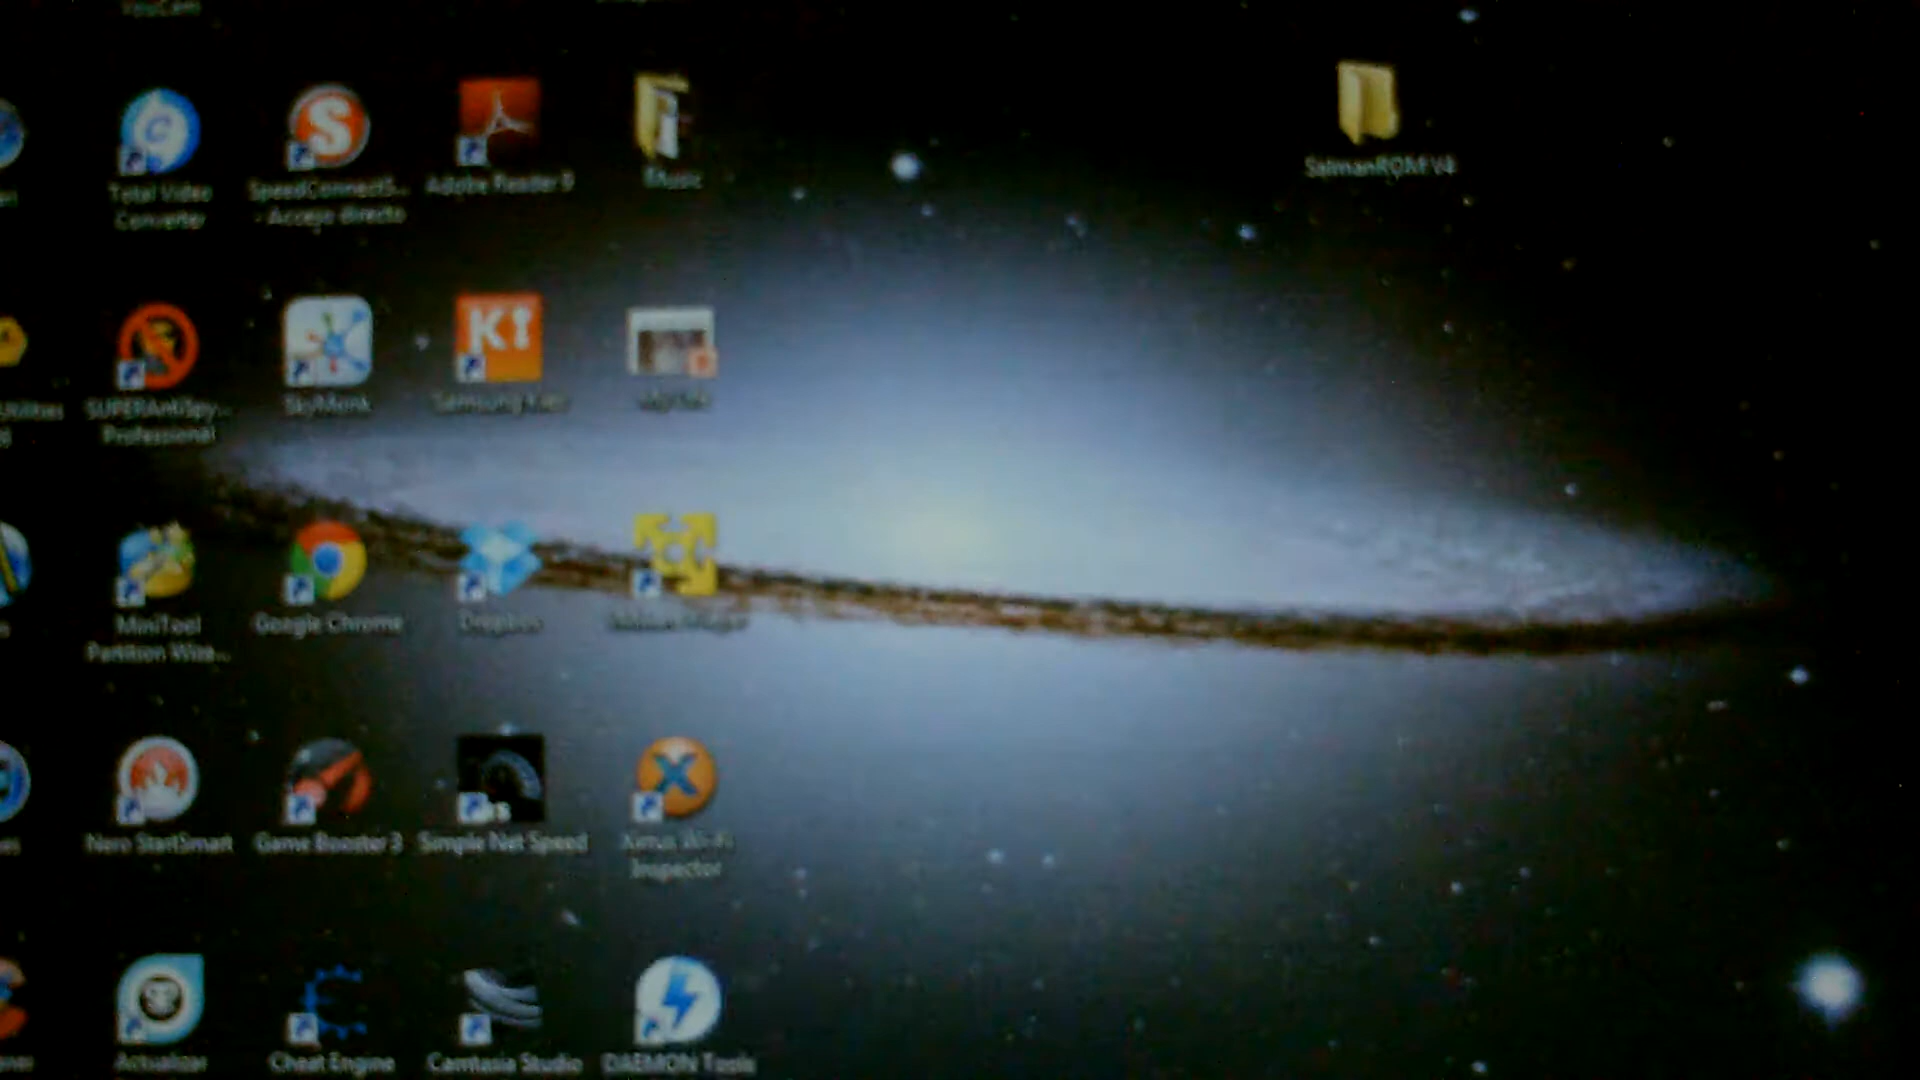 YouCam
Total Video
Converter
SpeedConnectS...
- Acceso directo
Adobe Reader 9
Music
SalmanROM V4
SUPERAntiSpy...
Professional
SkyMonk
Samsung Kies
MiniTool
Partition Wiza...
Google Chrome
Dropbox
Nero StartSmart
Game Booster 3
Simple Net Speed
Xirrus Wi-Fi
Inspector
Actualizar
Cheat Engine
Camtasia Studio
DAEMON Tools